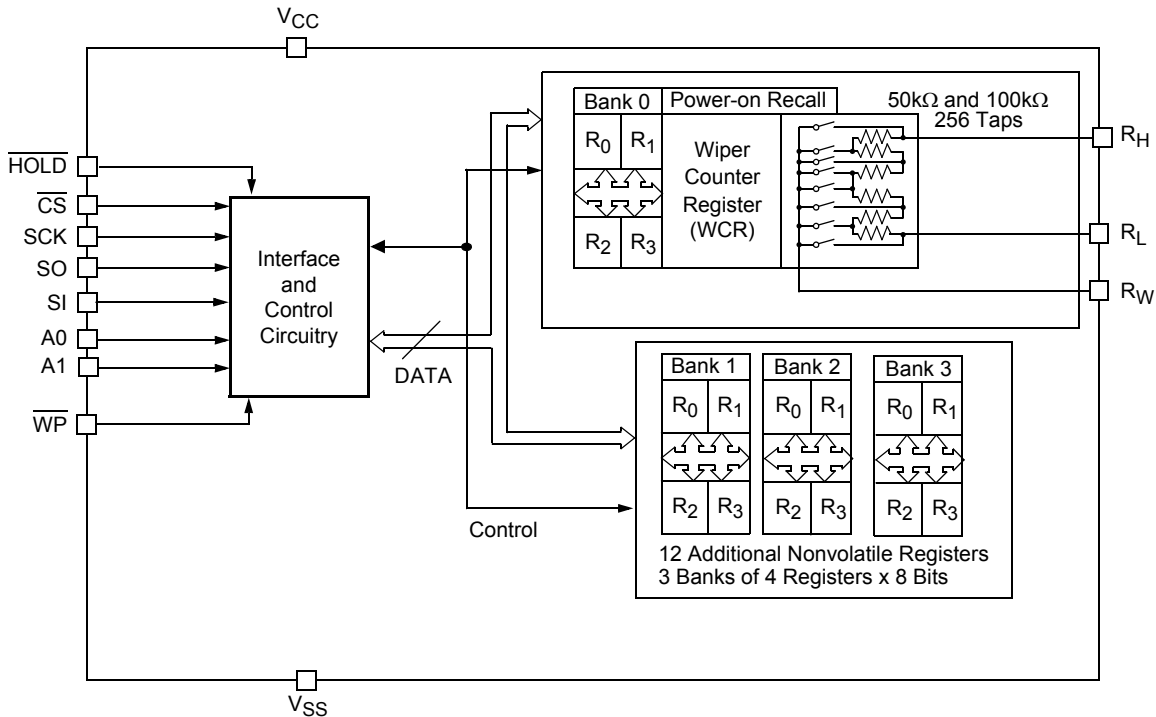 VCC
HOLD
CS
SCK
SO
SI
A0
A1
WP
Interface
and
Control
Circuitry
DATA
Control
Bank 0
Power-on Recall
R0 R1
R2 R3
Wiper
Counter
Register
(WCR)
50kΩ and 100kΩ
256 Taps
RH
RL
RW
Bank 1
R0 R1
R2 R3
Bank 2
R0 R1
R2 R3
Bank 3
R0 R1
R2 R3
12 Additional Nonvolatile Registers
3 Banks of 4 Registers x 8 Bits
VSS